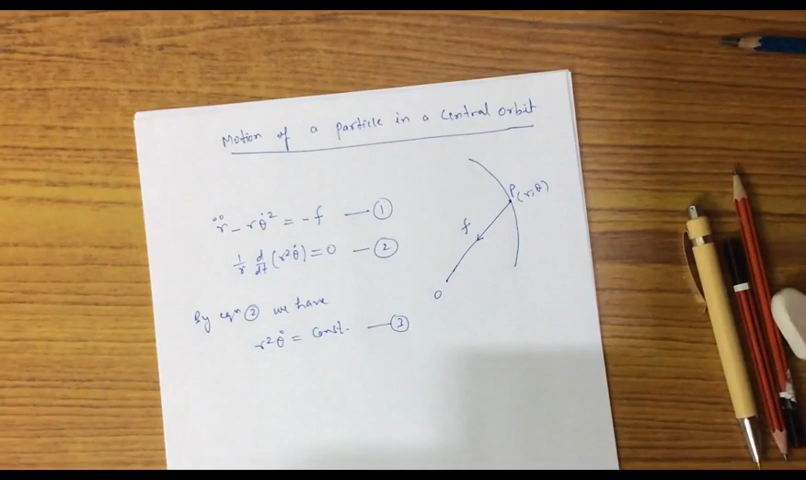 Motion of a particle in a central orbit
r̈ - rθ̇² = -f — ①
1/r d/dt (r²θ̇) = 0 — ②
By eqn ② we have
r²θ̇ = Const. — ③
P(r,θ)
f
O